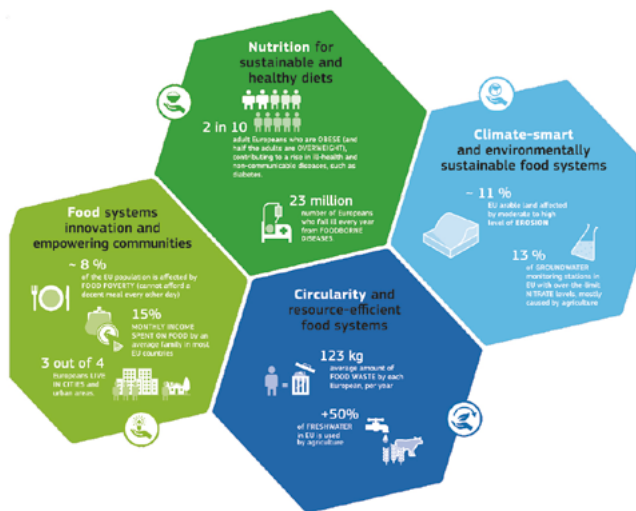 Nutrition for
sustainable and
healthy diets
2 in 10
adult Europeans who are OBESE (and
half the adults are OVERWEIGHT),
contributing to a rise in ill-health and
non-communicable diseases, such as
diabetes.
23 million
number of Europeans
who fall ill every year
from FOODBORNE
DISEASES.
Climate-smart
and environmentally
sustainable food systems
~ 11 %
EU arable land affected
by moderate to high
level of EROSION
13 %
of GROUNDWATER
monitoring stations in
EU with over-the-limit
NITRATE levels, mostly
caused by agriculture
Food systems
innovation and
empowering communities
~ 8 %
of the EU population is affected by
FOOD POVERTY (cannot afford a
decent meal every other day)
15%
MONTHLY INCOME
SPENT ON FOOD by an
average family in most
EU countries
3 out of 4
Europeans LIVE
IN CITIES and
urban areas
Circularity and
resource-efficient
food systems
123 kg
average amount of
FOOD WASTE by each
European, per year
+50%
of FRESHWATER
in EU is used
by agriculture